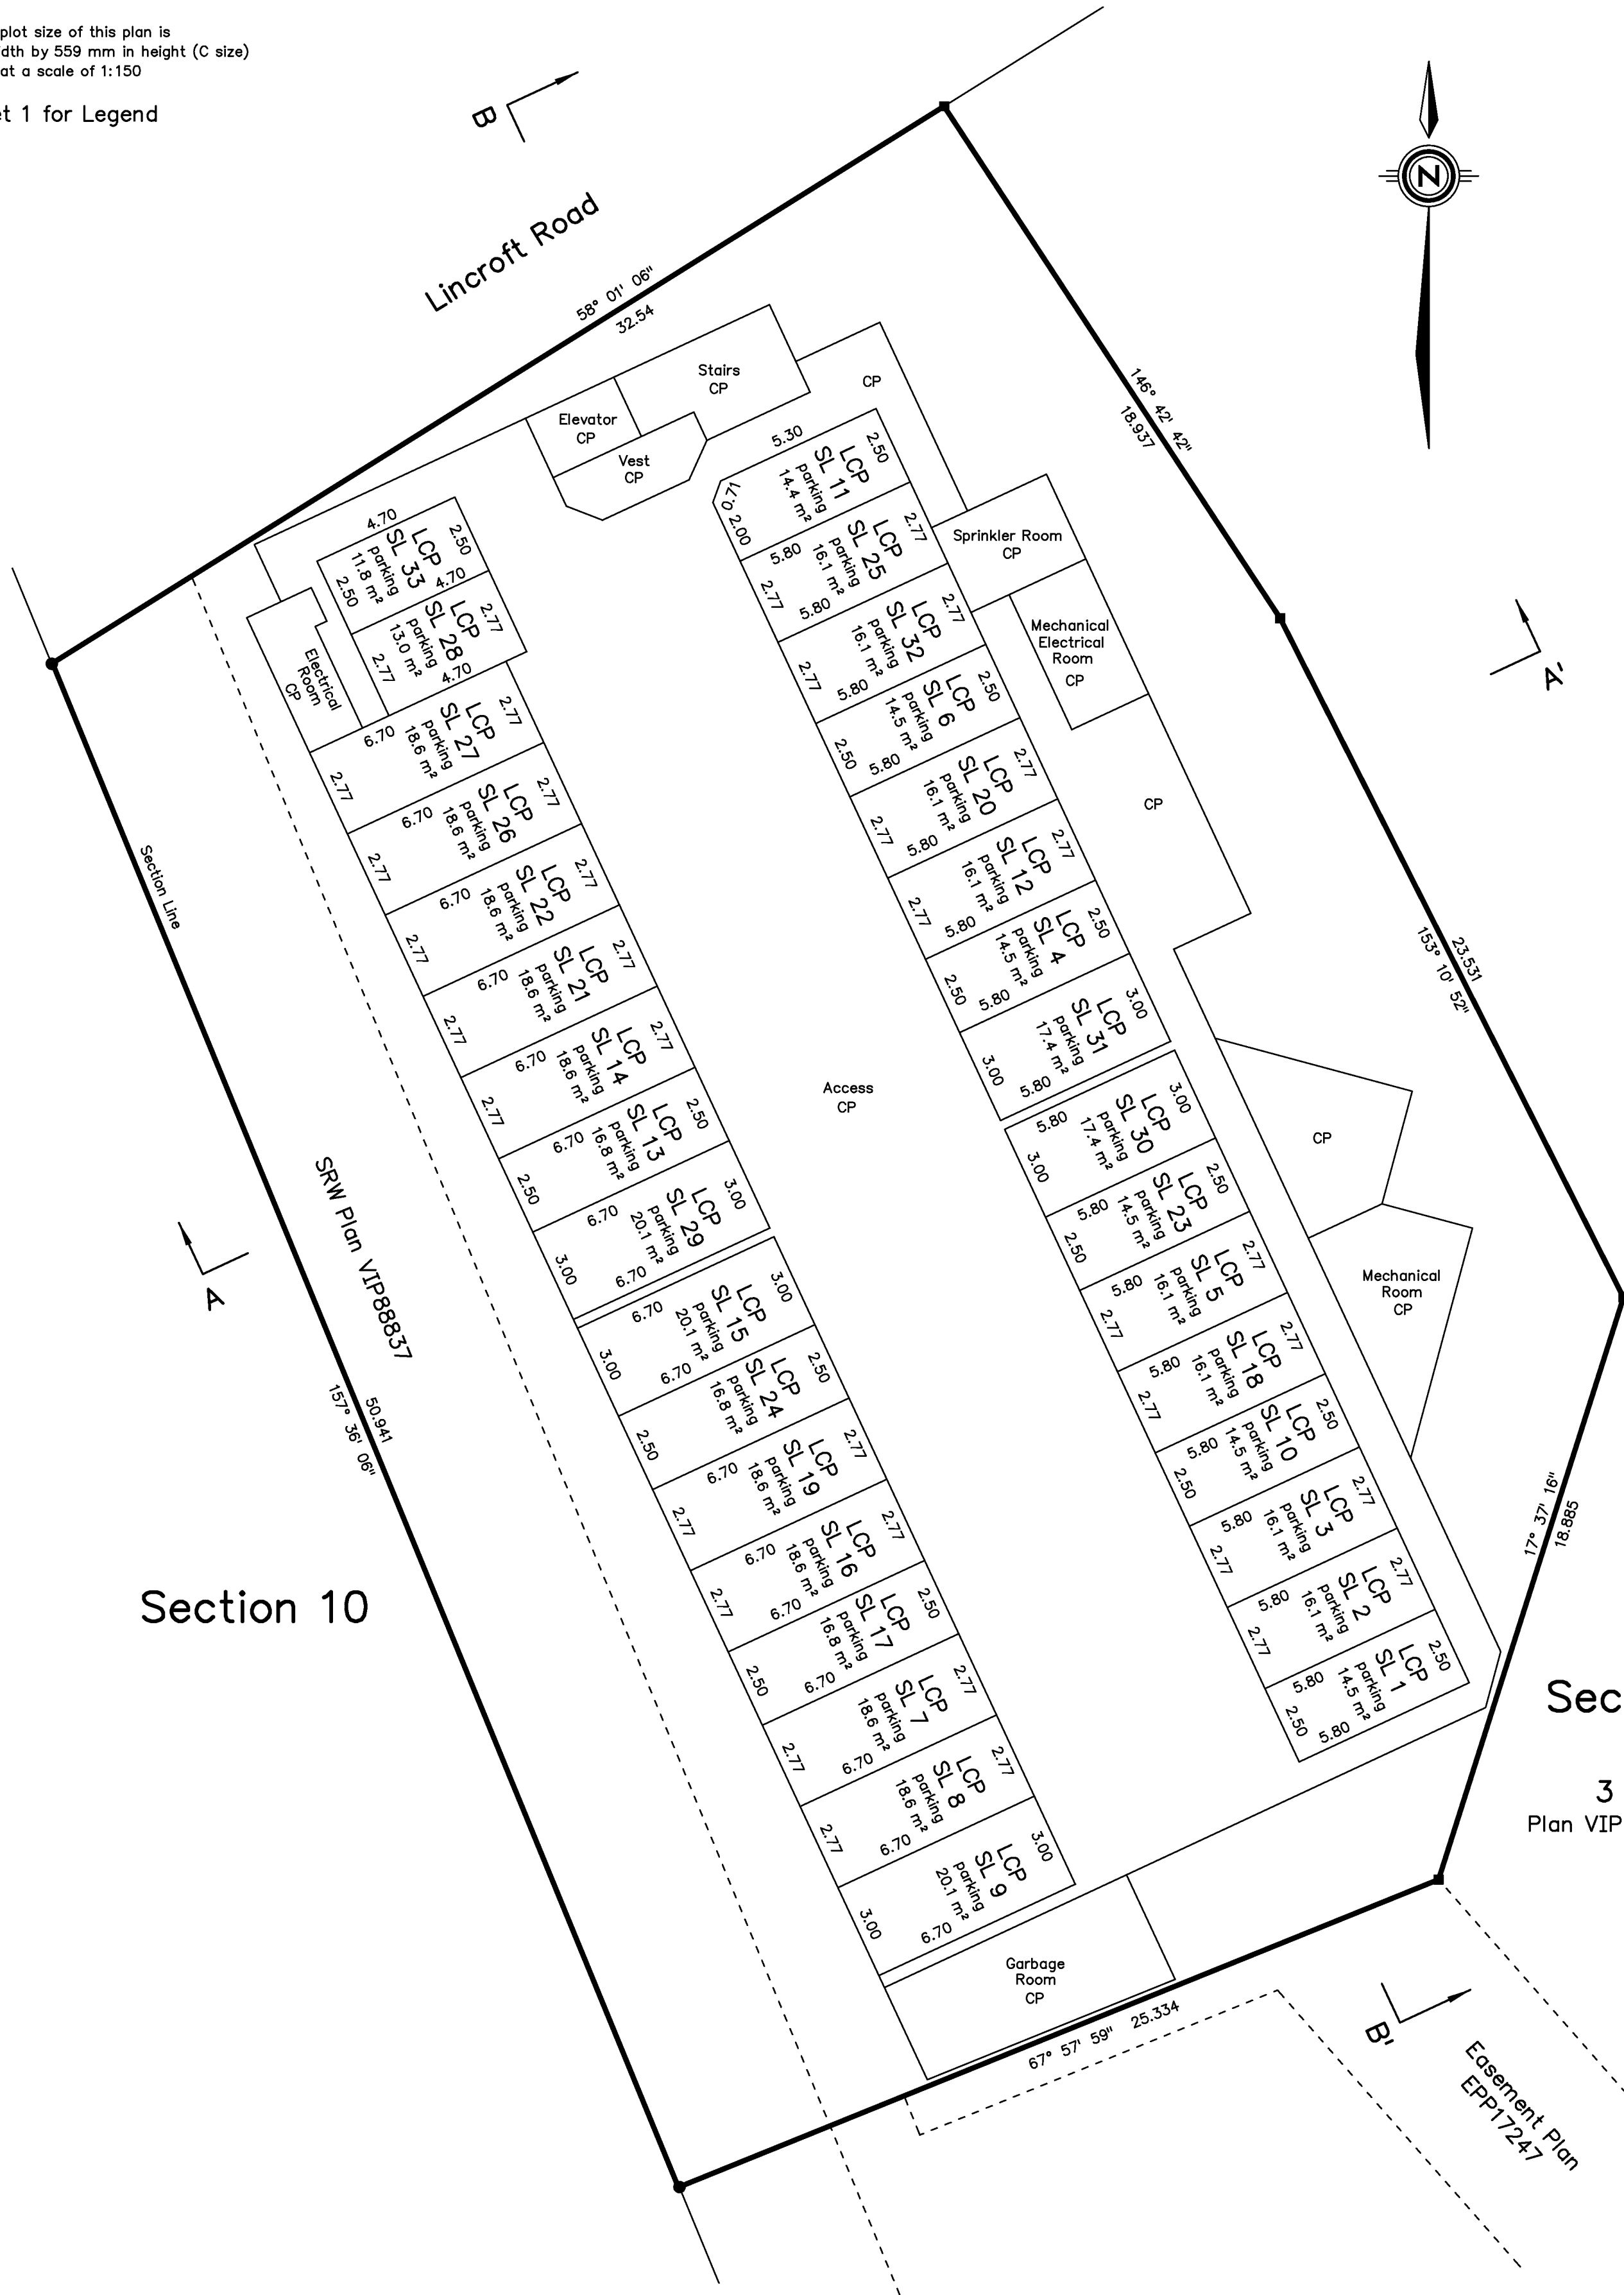 plot size of this plan is
dth by 559 mm in height (C size)
at a scale of 1:150
t 1 for Legend
B
N
Lincroft Road
58° 01' 06"
32.54
146° 42' 42"
18.937
23.531
153° 10' 52"
17° 37' 16"
18.885
67° 57' 59" 25.334
50.941
157° 36' 06"
Section Line
SRW Plan VIP88837
Section 10
A
A'
B'
Stairs
CP
Elevator
CP
Vest
CP
CP
Sprinkler Room
CP
Mechanical
Electrical
Room
CP
CP
Electrical
Room
CP
Access
CP
CP
Mechanical
Room
CP
Garbage
Room
CP
4.70
LCP
SL 33
parking
11.8 m²
2.50
2.50
4.70
LCP
SL 28
parking
13.0 m²
2.77
2.77
4.70
LCP
SL 27
parking
18.6 m²
6.70
2.77
2.77
LCP
SL 26
parking
18.6 m²
6.70
2.77
2.77
LCP
SL 22
parking
18.6 m²
6.70
2.77
2.77
LCP
SL 21
parking
18.6 m²
6.70
2.77
2.77
LCP
SL 14
parking
18.6 m²
6.70
2.77
2.77
LCP
SL 13
parking
16.8 m²
6.70
2.50
2.50
LCP
SL 29
parking
20.1 m²
6.70
3.00
3.00
6.70
LCP
SL 15
parking
20.1 m²
6.70
3.00
3.00
6.70
LCP
SL 24
parking
16.8 m²
2.50
2.50
LCP
SL 19
parking
18.6 m²
6.70
2.77
2.77
LCP
SL 16
parking
18.6 m²
6.70
2.77
2.77
6.70
LCP
SL 17
parking
16.8 m²
2.50
2.50
6.70
LCP
SL 7
parking
18.6 m²
2.77
2.77
6.70
LCP
SL 8
parking
18.6 m²
2.77
2.77
6.70
LCP
SL 9
parking
20.1 m²
3.00
3.00
6.70
5.30
LCP
SL 11
parking
14.4 m²
2.50
0.71
2.00
LCP
SL 25
parking
16.1 m²
5.80
2.77
2.77
5.80
LCP
SL 32
parking
16.1 m²
2.77
2.77
5.80
LCP
SL 6
parking
14.5 m²
2.50
2.50
5.80
LCP
SL 20
parking
16.1 m²
2.77
2.77
5.80
LCP
SL 12
parking
16.1 m²
2.77
2.77
5.80
LCP
SL 4
parking
14.5 m²
2.50
2.50
5.80
LCP
SL 31
parking
17.4 m²
3.00
3.00
5.80
LCP
SL 30
parking
17.4 m²
5.80
3.00
3.00
LCP
SL 23
parking
14.5 m²
5.80
2.50
2.50
LCP
SL 5
parking
16.1 m²
5.80
2.77
2.77
LCP
SL 18
parking
16.1 m²
5.80
2.77
2.77
LCP
SL 10
parking
14.5 m²
5.80
2.50
2.50
LCP
SL 3
parking
16.1 m²
5.80
2.77
2.77
LCP
SL 2
parking
16.1 m²
5.80
2.77
2.77
LCP
SL 1
parking
14.5 m²
5.80
2.50
2.50
5.80
Sec
3
Plan VIP
Easement Plan
EPP17247